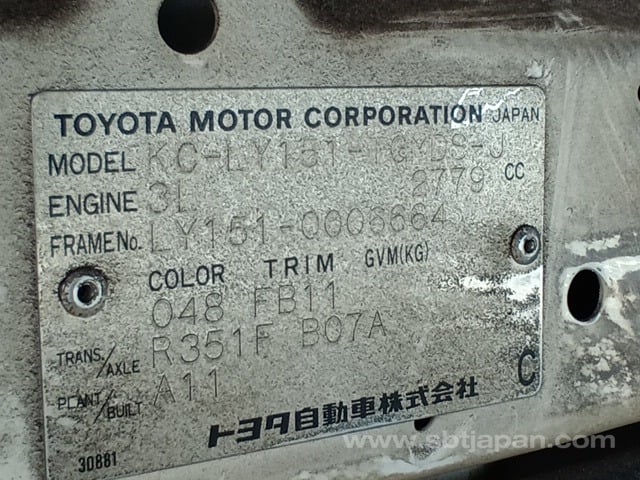 TOYOTA MOTOR CORPORATION JAPAN
MODEL KC-LY151-TGYDS-J
ENGINE 3L 2779 CC
FRAME No. LY151-0006664
COLOR TRIM GVM(KG)
048 FB11
TRANS./AXLE R351F B07A
PLANT/BUILT A11
C
トヨタ自動車株式会社
30881
www.sbtjapan.com